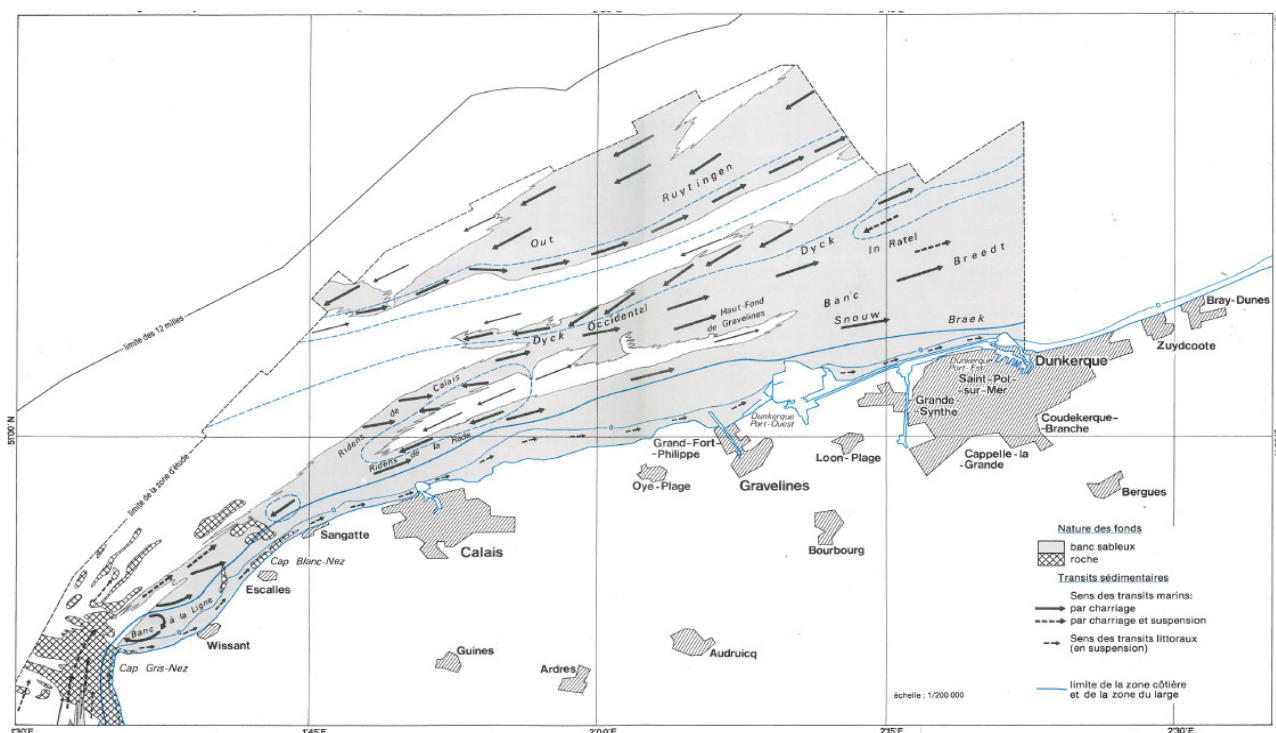 Ruytingen
Out
Dyck
In Ratel
Breedt
Banc
Snouw
Braek
Haut-Fond
de Gravelines
Occidental
Dyck
Ridens de Calais
Ridens de la Rade
limite des 12 milles
limite de la zone d'étude
51°00' N
Bray-Dunes
Zuydcoote
Dunkerque
Dunkerque
Port-Est
Saint-Pol
-sur-Mer
Grande
-Synthe
Coudekerque-
-Branche
Cappelle-la
-Grande
Dunkerque
Port-Ouest
Grand-Fort-
-Philippe
Loon-Plage
Oye-Plage
Gravelines
Bergues
Bourbourg
Calais
Sangatte
Cap Blanc-Nez
Escalles
Banc à la Ligne
Wissant
Cap Gris-Nez
Guines
Ardres
Audruicq
Nature des fonds
banc sableux
roche
Transits sédimentaires
Sens des transits marins:
par charriage
par charriage et suspension
Sens des transits littoraux
(en suspension)
limite de la zone côtière
et de la zone du large
échelle : 1/200 000
1°30'E
1°45'E
2°00'E
2°15'E
2°30'E